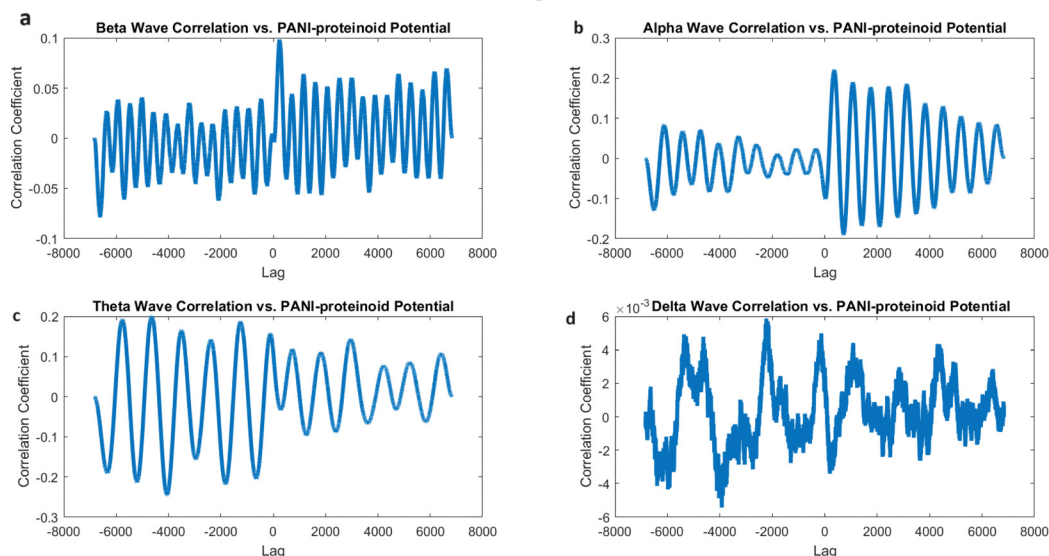 a
Beta Wave Correlation vs. PANI-proteinoid Potential
Correlation Coefficient
0.1
0.05
0
-0.05
-0.1
-8000 -6000 -4000 -2000 0 2000 4000 6000 8000
Lag
b
Alpha Wave Correlation vs. PANI-proteinoid Potential
Correlation Coefficient
0.3
0.2
0.1
0
-0.1
-0.2
-8000 -6000 -4000 -2000 0 2000 4000 6000 8000
Lag
c
Theta Wave Correlation vs. PANI-proteinoid Potential
Correlation Coefficient
0.2
0.1
0
-0.1
-0.2
-0.3
-8000 -6000 -4000 -2000 0 2000 4000 6000 8000
Lag
d
×10⁻³ Delta Wave Correlation vs. PANI-proteinoid Potential
Correlation Coefficient
6
4
2
0
-2
-4
-6
-8000 -6000 -4000 -2000 0 2000 4000 6000 8000
Lag